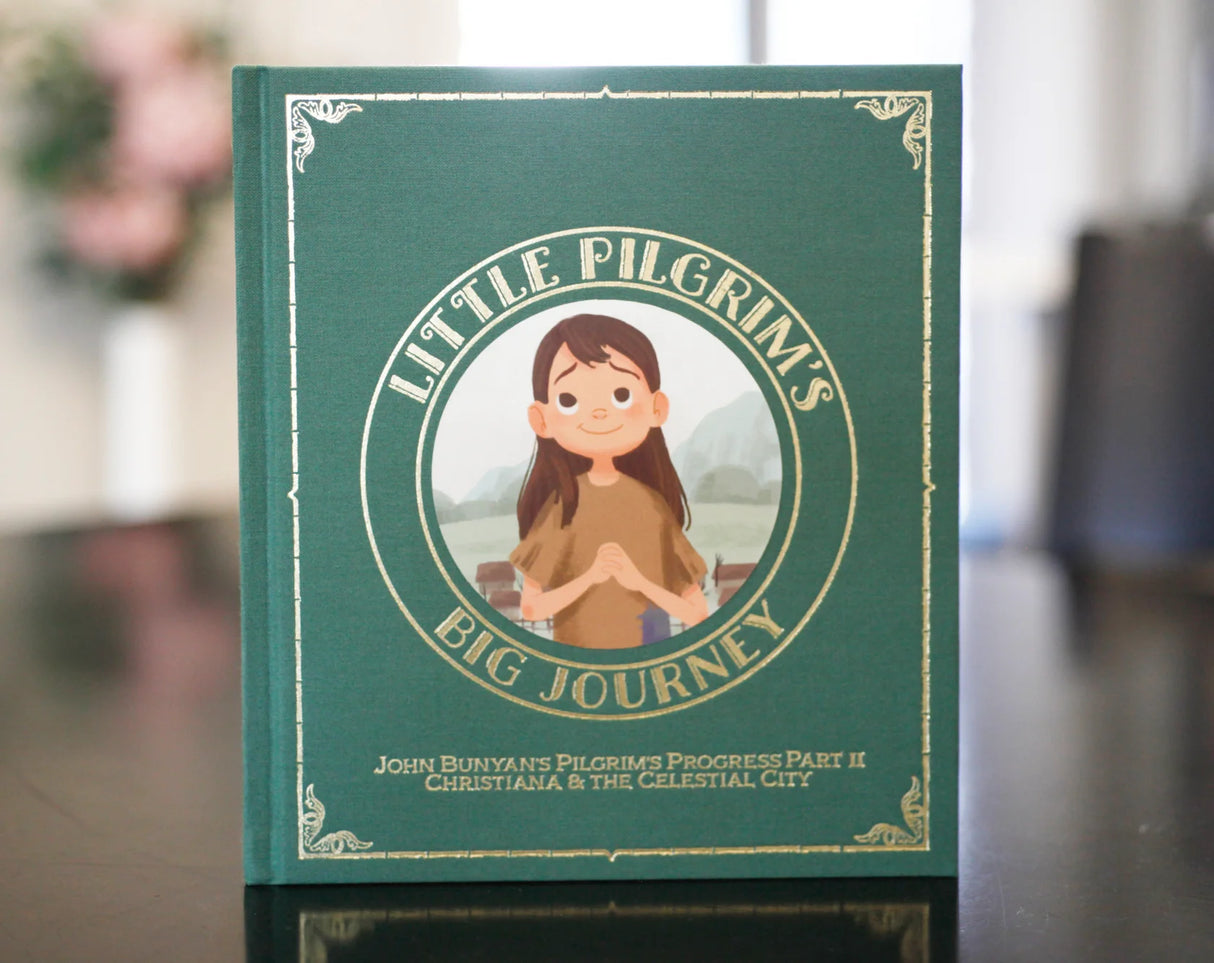 LITTLE PILGRIM'S
BIG JOURNEY
JOHN BUNYAN'S PILGRIM'S PROGRESS PART II
CHRISTIANA & THE CELESTIAL CITY